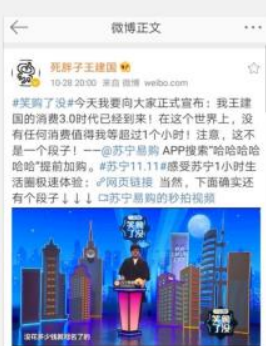 微博正文
死胖子王建国
10-28 20:00 来自 微博 weibo.com
#笑购了没#今天我要向大家正式宣布：我王建
国的消费3.0时代已经到来！在这个世界上，没
有任何消费值得我等超过1个小时！注意，这不
是一个段子！——@苏宁易购 APP搜索"哈哈哈哈
哈哈"提前加购。#苏宁11.11#感受苏宁1小时生
活圈极速体验：网页链接 当然，下面确实还
有个段子↓↓↓苏宁易购的秒拍视频
笑购
了没
笑购
了没